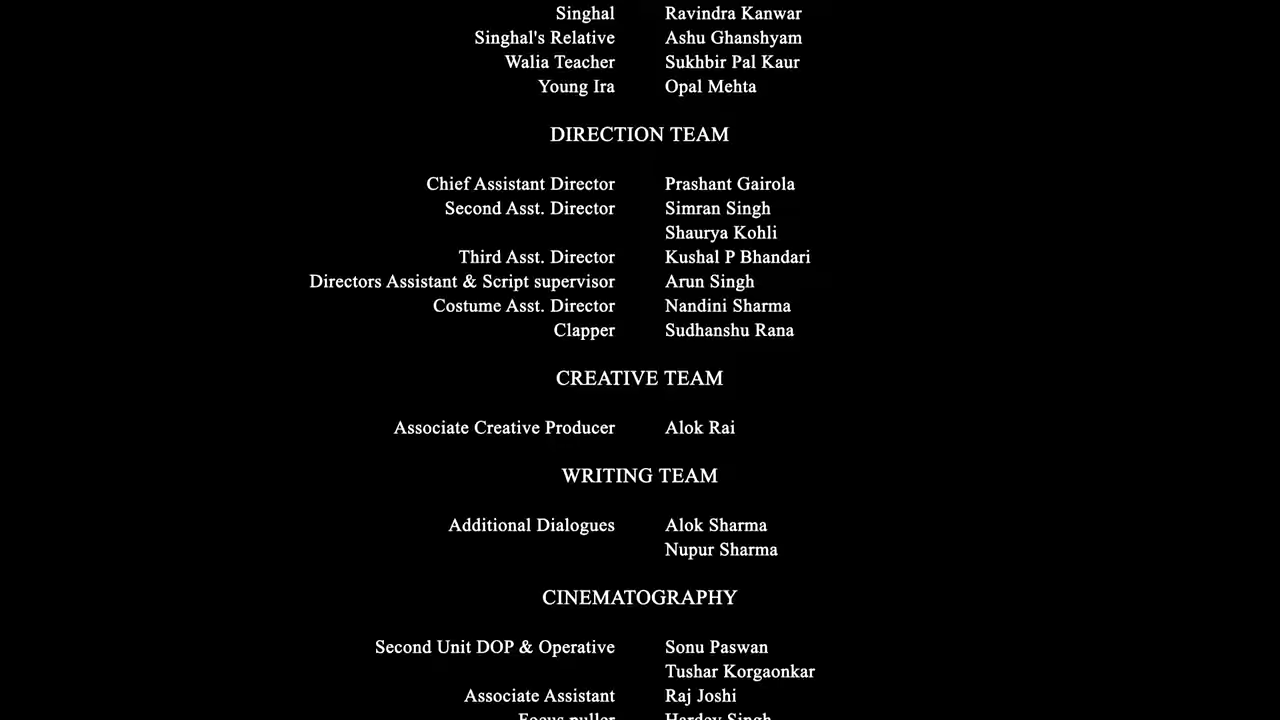 Singhal Ravindra Kanwar
Singhal's Relative Ashu Ghanshyam
Walia Teacher Sukhbir Pal Kaur
Young Ira Opal Mehta
DIRECTION TEAM
Chief Assistant Director Prashant Gairola
Second Asst. Director Simran Singh
Shaurya Kohli
Third Asst. Director Kushal P Bhandari
Directors Assistant & Script supervisor Arun Singh
Costume Asst. Director Nandini Sharma
Clapper Sudhanshu Rana
CREATIVE TEAM
Associate Creative Producer Alok Rai
WRITING TEAM
Additional Dialogues Alok Sharma
Nupur Sharma
CINEMATOGRAPHY
Second Unit DOP & Operative Sonu Paswan
Tushar Korgaonkar
Associate Assistant Raj Joshi
Focus puller Hardev Singh